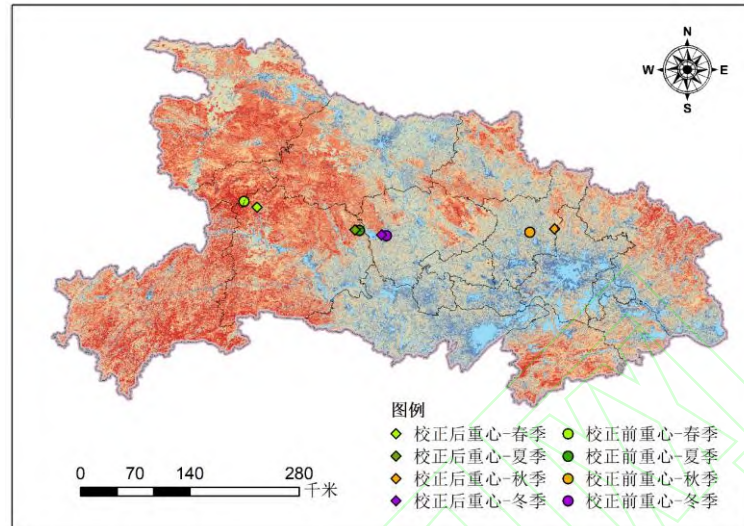 N
W E
S
图例
校正后重心-春季 校正前重心-春季
校正后重心-夏季 校正前重心-夏季
校正后重心-秋季 校正前重心-秋季
校正后重心-冬季 校正前重心-冬季
0 70 140 280
千米